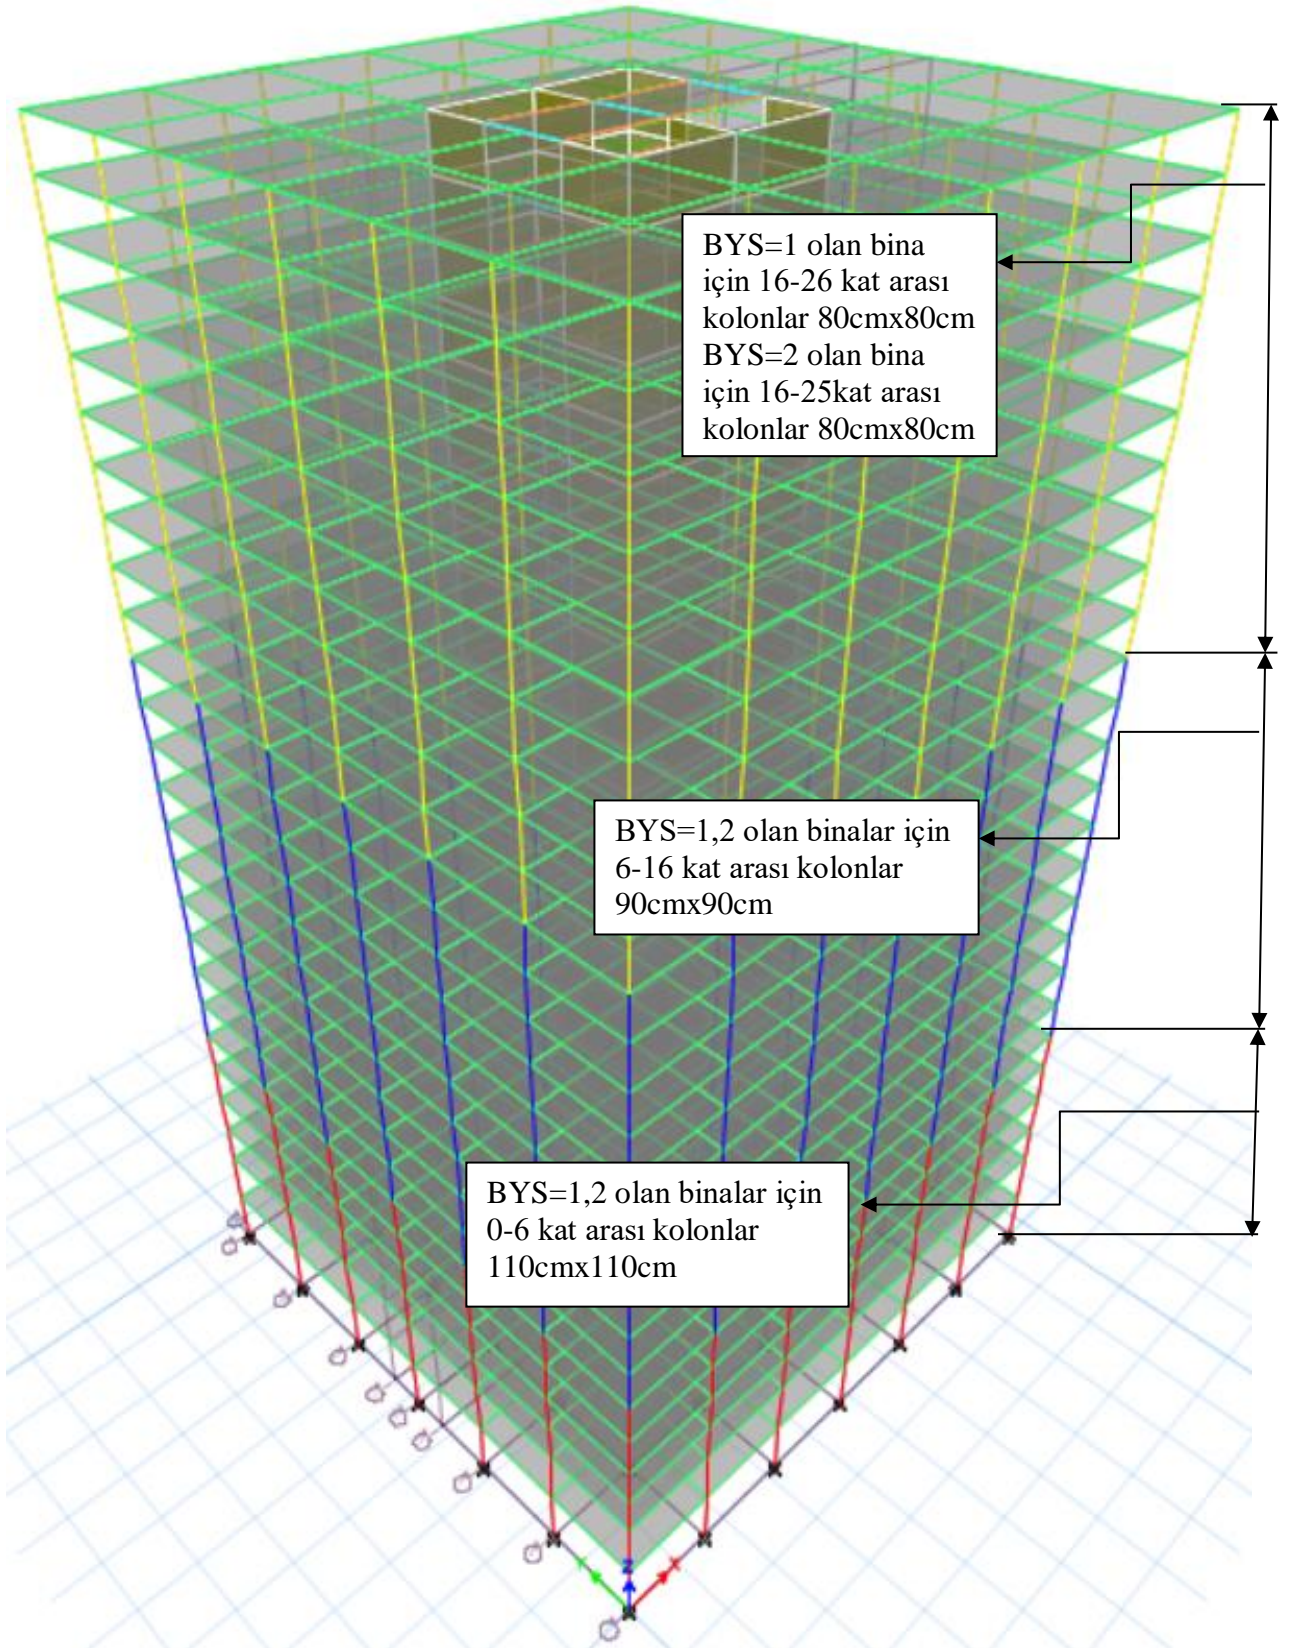 BYS=1 olan bina
için 16-26 kat arası
kolonlar 80cmx80cm
BYS=2 olan bina
için 16-25kat arası
kolonlar 80cmx80cm
BYS=1,2 olan binalar için
6-16 kat arası kolonlar
90cmx90cm
BYS=1,2 olan binalar için
0-6 kat arası kolonlar
110cmx110cm
Y Z X